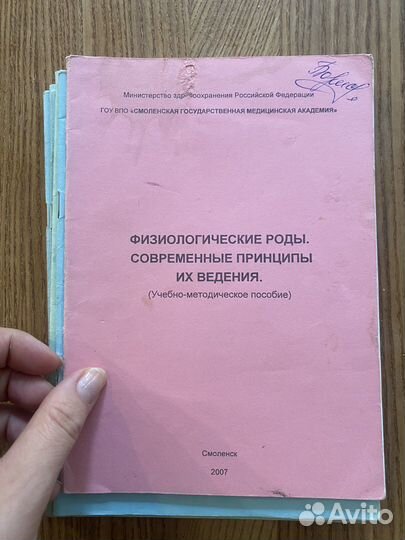 Министерство здравоохранения Российской Федерации
ГОУ ВПО «СМОЛЕНСКАЯ ГОСУДАРСТВЕННАЯ МЕДИЦИНСКАЯ АКАДЕМИЯ»
ФИЗИОЛОГИЧЕСКИЕ РОДЫ.
СОВРЕМЕННЫЕ ПРИНЦИПЫ
ИХ ВЕДЕНИЯ.
(Учебно-методическое пособие)
Смоленск
2007
Avito